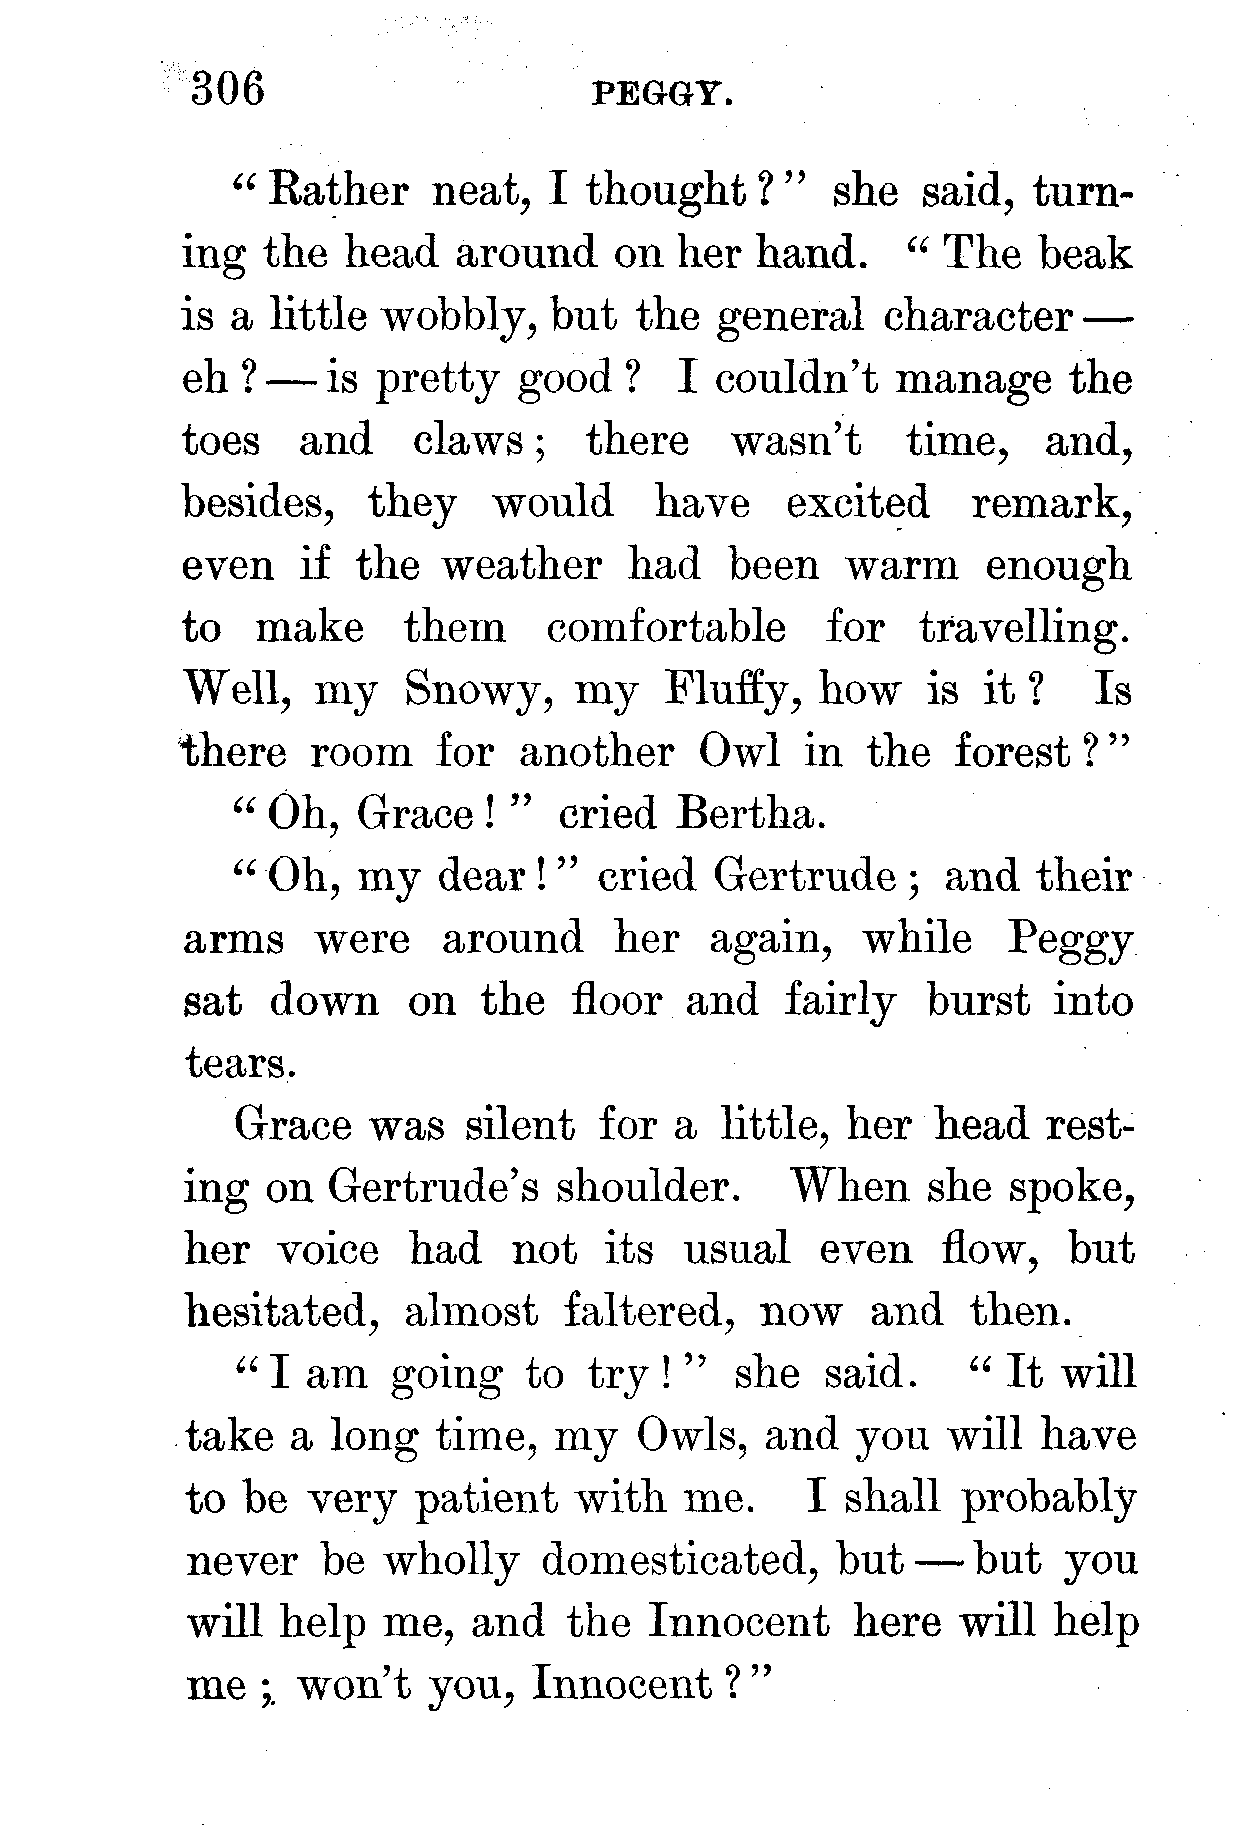 306 PEGGY.
“Rather neat, I thought?” she said, turn-
ing the head around on her hand. “The beak
is a little wobbly, but the general character —
eh? — is pretty good? I couldn’t manage the
toes and claws; there wasn’t time, and,
besides, they would have excited remark,
even if the weather had been warm enough
to make them comfortable for travelling.
Well, my Snowy, my Fluffy, how is it? Is
there room for another Owl in the forest?”
“Oh, Grace!” cried Bertha.
“Oh, my dear!” cried Gertrude; and their
arms were around her again, while Peggy
sat down on the floor and fairly burst into
tears.
Grace was silent for a little, her head rest-
ing on Gertrude’s shoulder. When she spoke,
her voice had not its usual even flow, but
hesitated, almost faltered, now and then.
“I am going to try!” she said. “It will
take a long time, my Owls, and you will have
to be very patient with me. I shall probably
never be wholly domesticated, but — but you
will help me, and the Innocent here will help
me; won’t you, Innocent?”